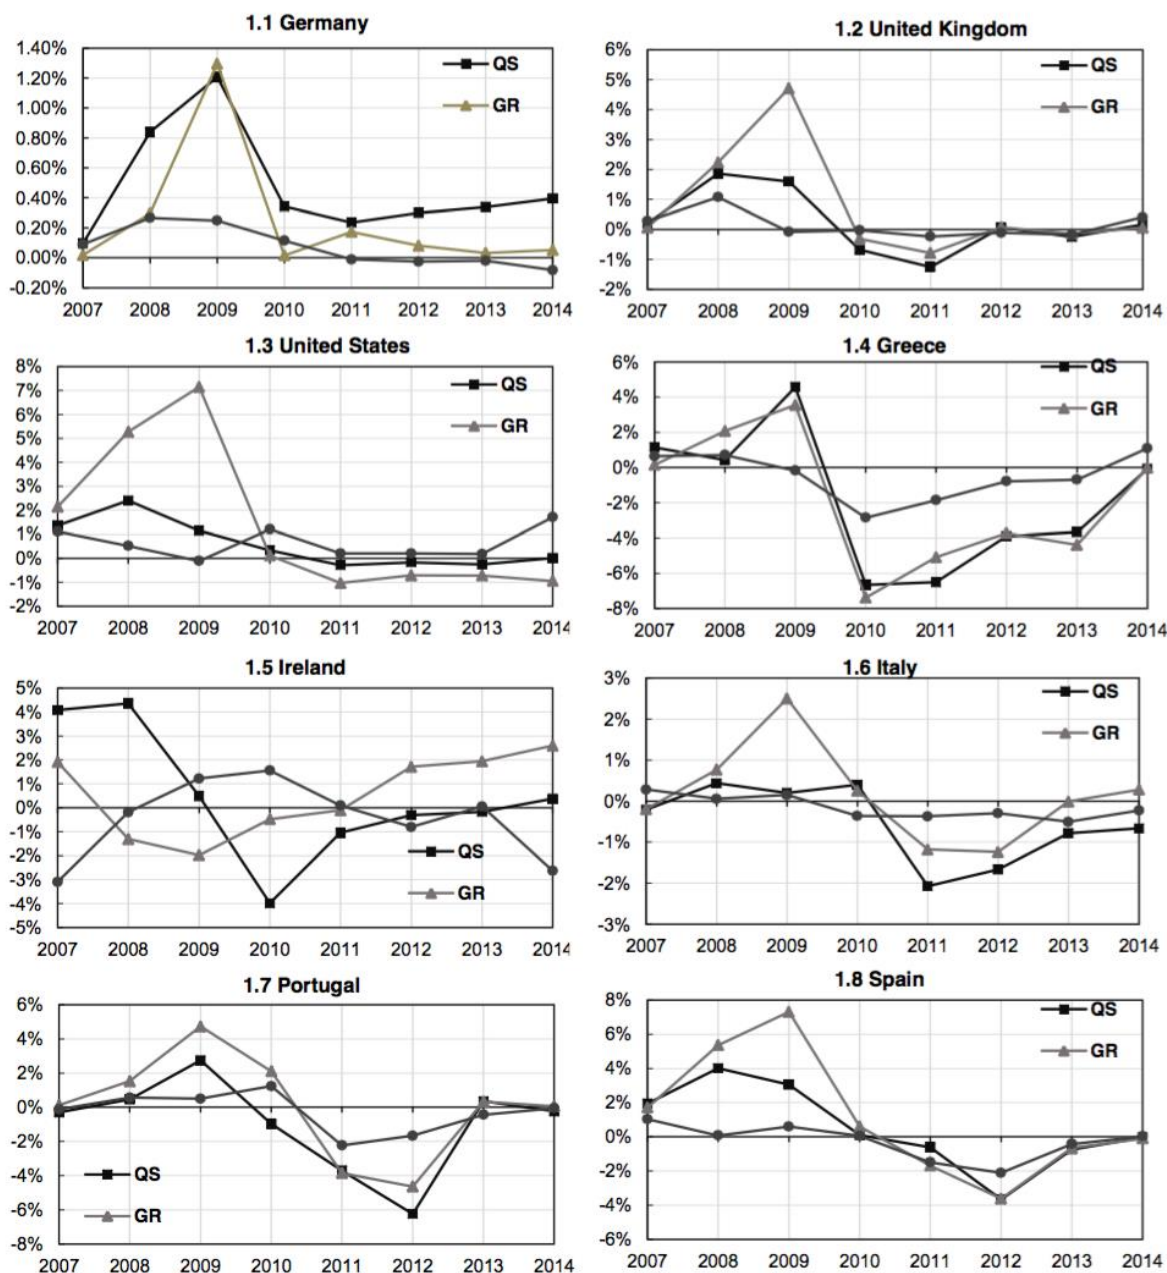 1.1 Germany
1.40%
1.20%
1.00%
0.80%
0.60%
0.40%
0.20%
0.00%
-0.20%
QS
GR
2007 2008 2009 2010 2011 2012 2013 2014
1.2 United Kingdom
6%
5%
4%
3%
2%
1%
0%
-1%
-2%
QS
GR
2007 2008 2009 2010 2011 2012 2013 2014
1.3 United States
8%
7%
6%
5%
4%
3%
2%
1%
0%
-1%
-2%
QS
GR
2007 2008 2009 2010 2011 2012 2013 2014
1.4 Greece
6%
4%
2%
0%
-2%
-4%
-6%
-8%
QS
GR
2007 2008 2009 2010 2011 2012 2013 2014
1.5 Ireland
5%
4%
3%
2%
1%
0%
-1%
-2%
-3%
-4%
-5%
QS
GR
2007 2008 2009 2010 2011 2012 2013 2014
1.6 Italy
3%
2%
1%
0%
-1%
-2%
-3%
QS
GR
2007 2008 2009 2010 2011 2012 2013 2014
1.7 Portugal
6%
4%
2%
0%
-2%
-4%
-6%
-8%
QS
GR
2007 2008 2009 2010 2011 2012 2013 2014
1.8 Spain
8%
6%
4%
2%
0%
-2%
-4%
-6%
QS
GR
2007 2008 2009 2010 2011 2012 2013 2014